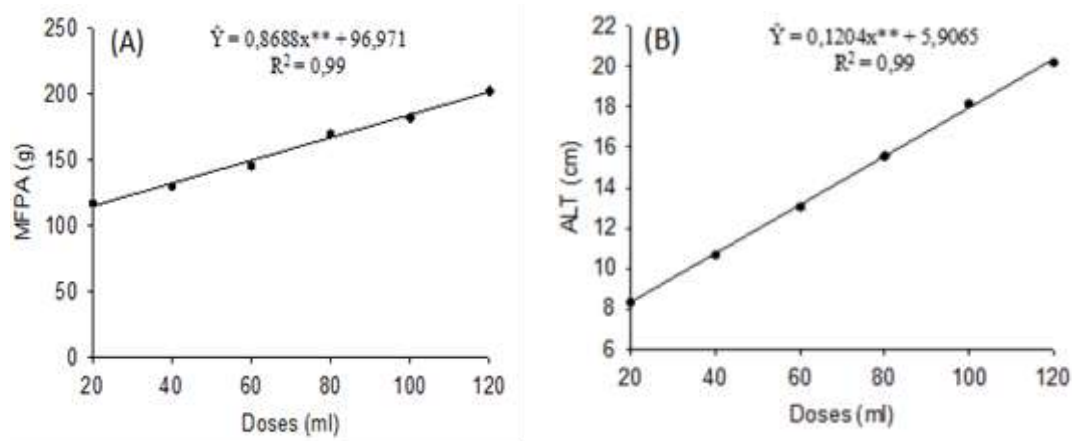 (A)
Ŷ = 0,8688x** + 96,971
R² = 0,99
250
200
150
100
50
0
MFPA (g)
20 40 60 80 100 120
Doses (ml)
(B)
Ŷ = 0,1204x** + 5,9065
R² = 0,99
22
20
18
16
14
12
10
8
6
ALT (cm)
20 40 60 80 100 120
Doses (ml)